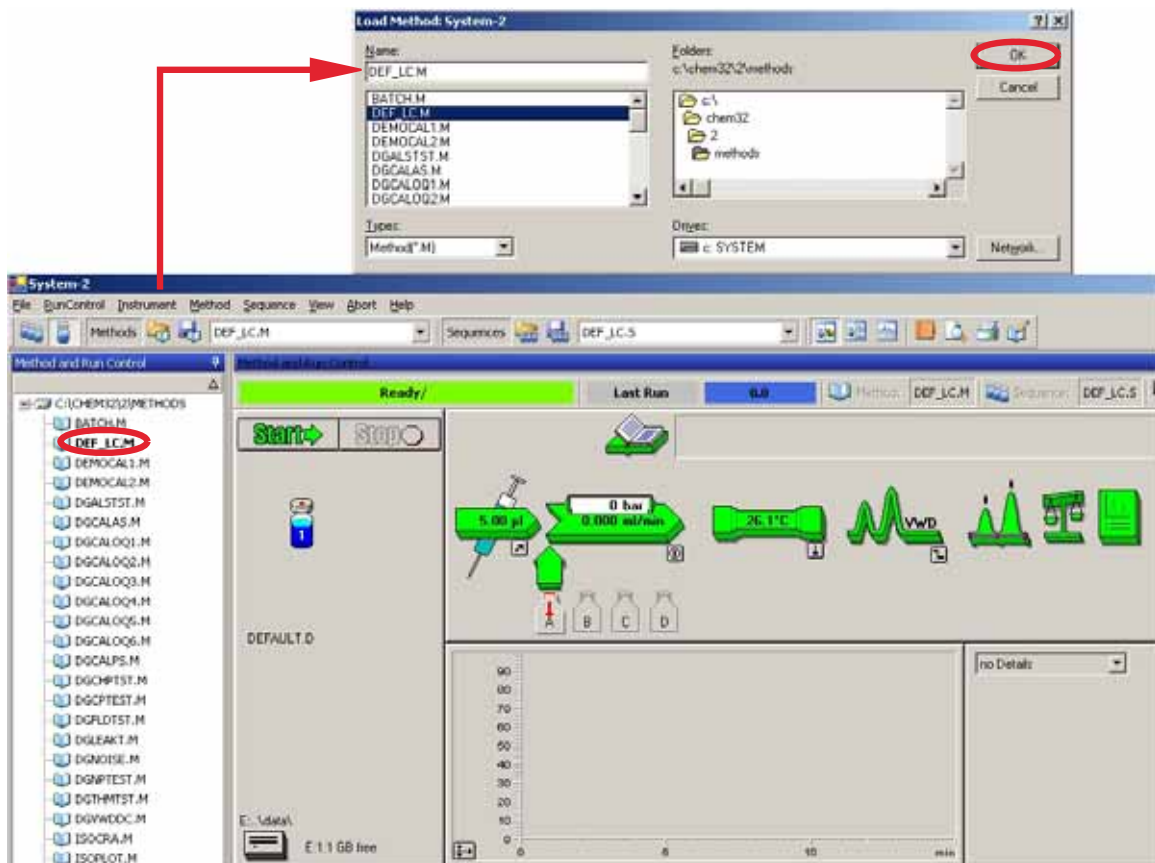 Load Method: System-2
Name:
DEF_LC.M
BATCH.M
DEF_LC.M
DEMOCAL1.M
DEMOCAL2.M
DGALSTST.M
DGCALAS.M
DGCALOQ1.M
DGCALOQ2.M
Types:
Method(*.M)
Folders:
c:\chem32\2\methods
c:\
chem32
2
methods
Drives:
c: SYSTEM
OK
Cancel
Network...
System-2
File RunControl Instrument Method Sequence View Abort Help
Methods DEF_LC.M Sequences DEF_LC.S
Method and Run Control
Method and Run Control
C:\CHEM32\2\METHODS
BATCH.M
DEF_LC.M
DEMOCAL1.M
DEMOCAL2.M
DGALSTST.M
DGCALAS.M
DGCALOQ1.M
DGCALOQ2.M
DGCALOQ3.M
DGCALOQ4.M
DGCALOQ5.M
DGCALOQ6.M
DGCALPS.M
DGCHPTST.M
DGCPTEST.M
DGFLDTST.M
DGLEAKT.M
DGNOISE.M
DGNPTEST.M
DGTHMTST.M
DGVWDDC.M
ISOCRA.M
ISOPLOT.M
Ready/ Last Run 0.0 Method: DEF_LC.M Sequence: DEF_LC.S
Start Stop
1
DEFAULT.D
E:..\data\
E 1.1 GB free
5.00 µl
0 bar
0.000 ml/min
26.1°C
VWD
A B C D
no Details
90
80
70
60
50
40
30
20
10
0
0 5 10 min